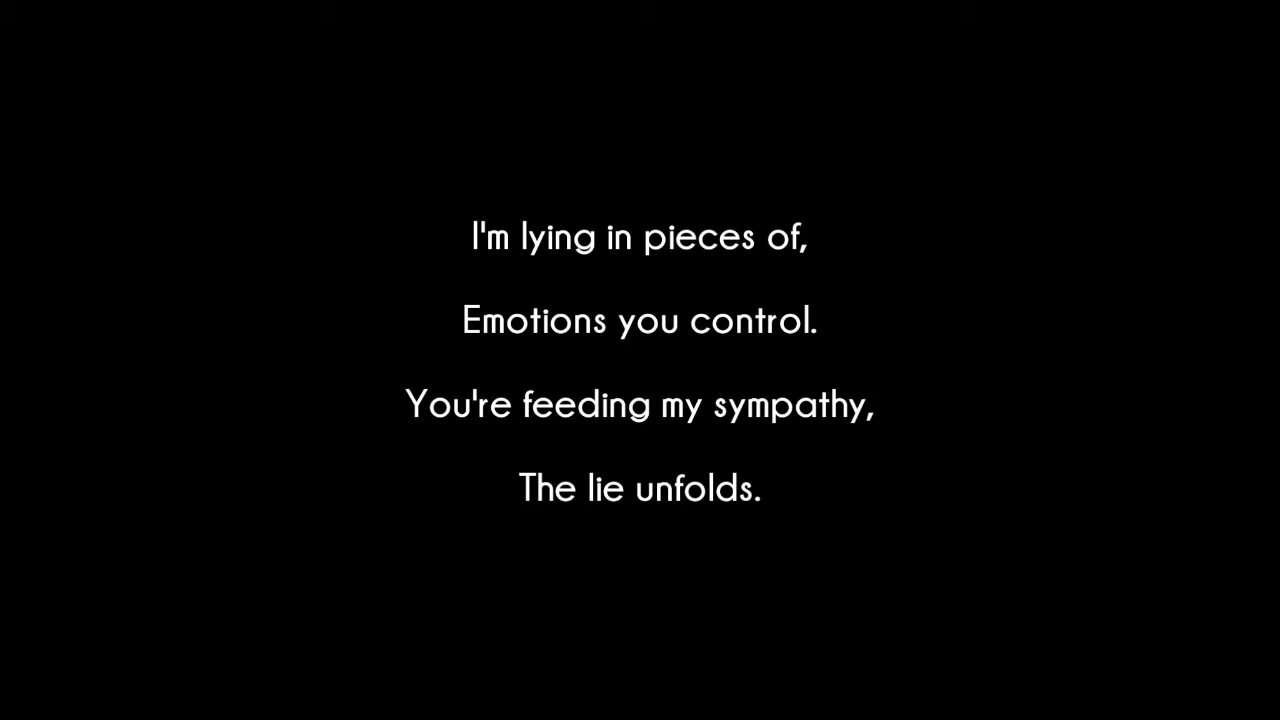 I'm lying in pieces of,
Emotions you control.
You're feeding my sympathy,
The lie unfolds.